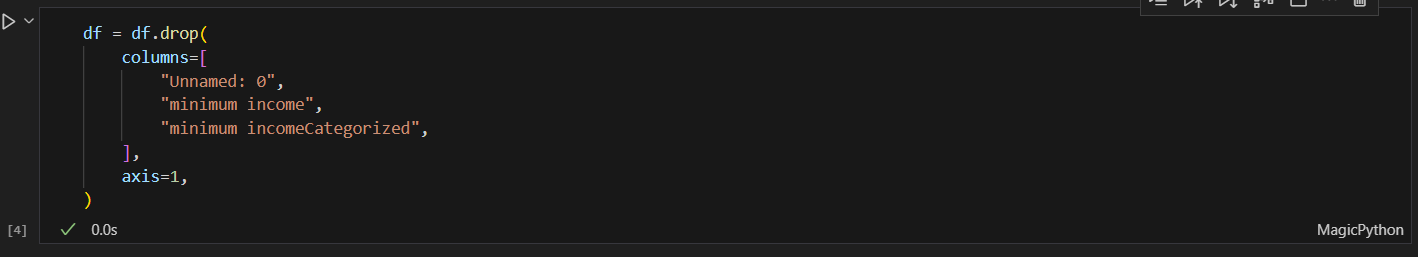 df = df.drop(
    columns=[
        "Unnamed: 0",
        "minimum income",
        "minimum incomeCategorized",
    ],
    axis=1,
)
[4] 0.0s MagicPython